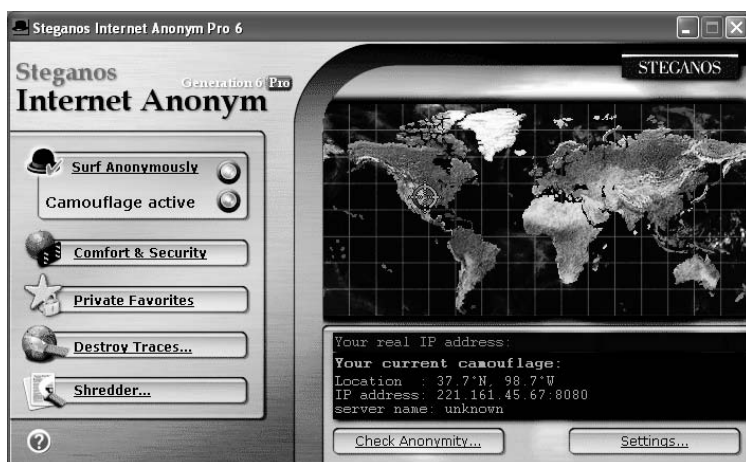 Steganos Internet Anonym Pro 6
STEGANOS
Steganos
Generation 6 Pro
Internet Anonym
Surf Anonymously
Camouflage active
Comfort & Security
Private Favorites
Destroy Traces...
Shredder...
?
Your real IP address:
Your current camouflage:
Location : 37.7°N, 98.7°W
IP address: 221.161.45.67:8080
server name: unknown
Check Anonymity...
Settings...